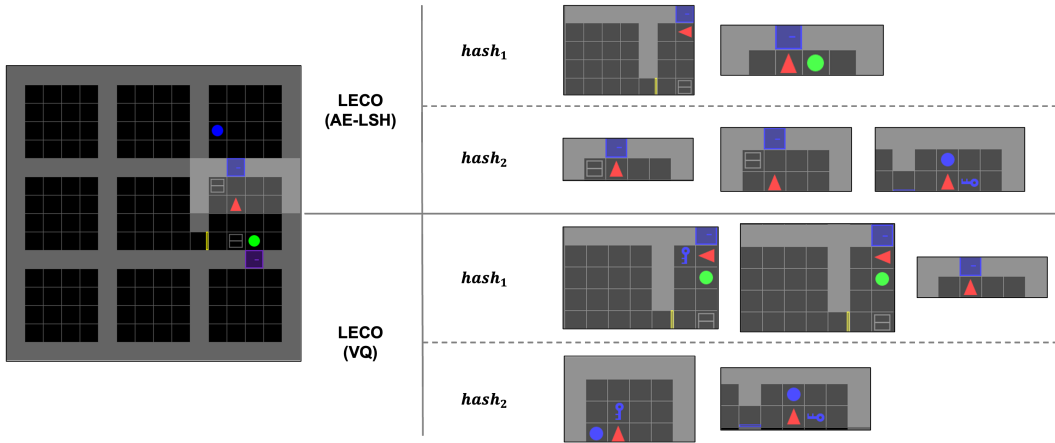 LECO
(AE-LSH)
hash₁
hash₂
LECO
(VQ)
hash₁
hash₂